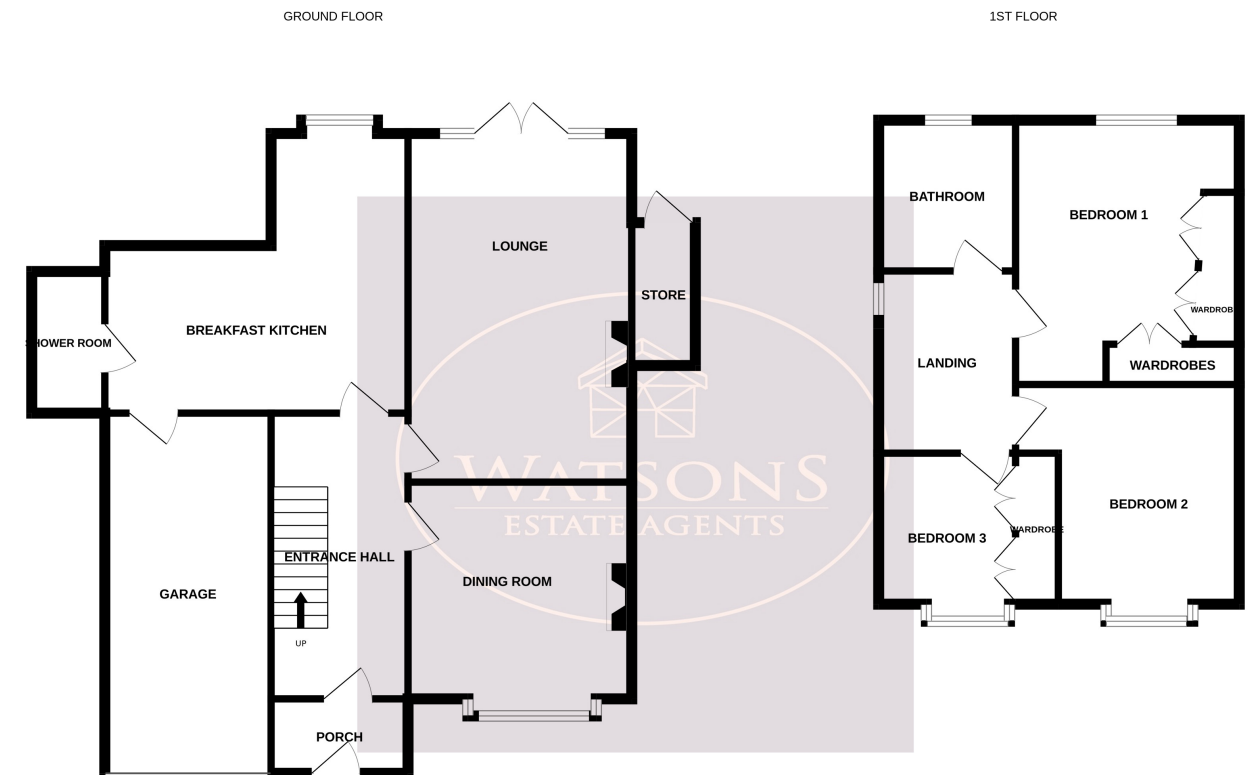 GROUND FLOOR
1ST FLOOR
BATHROOM
BEDROOM 1
LOUNGE
STORE
WARDROBE
BREAKFAST KITCHEN
SHOWER ROOM
LANDING
WARDROBES
WATSONS
ESTATE AGENTS
BEDROOM 2
WARDROBE
BEDROOM 3
ENTRANCE HALL
DINING ROOM
GARAGE
UP
PORCH